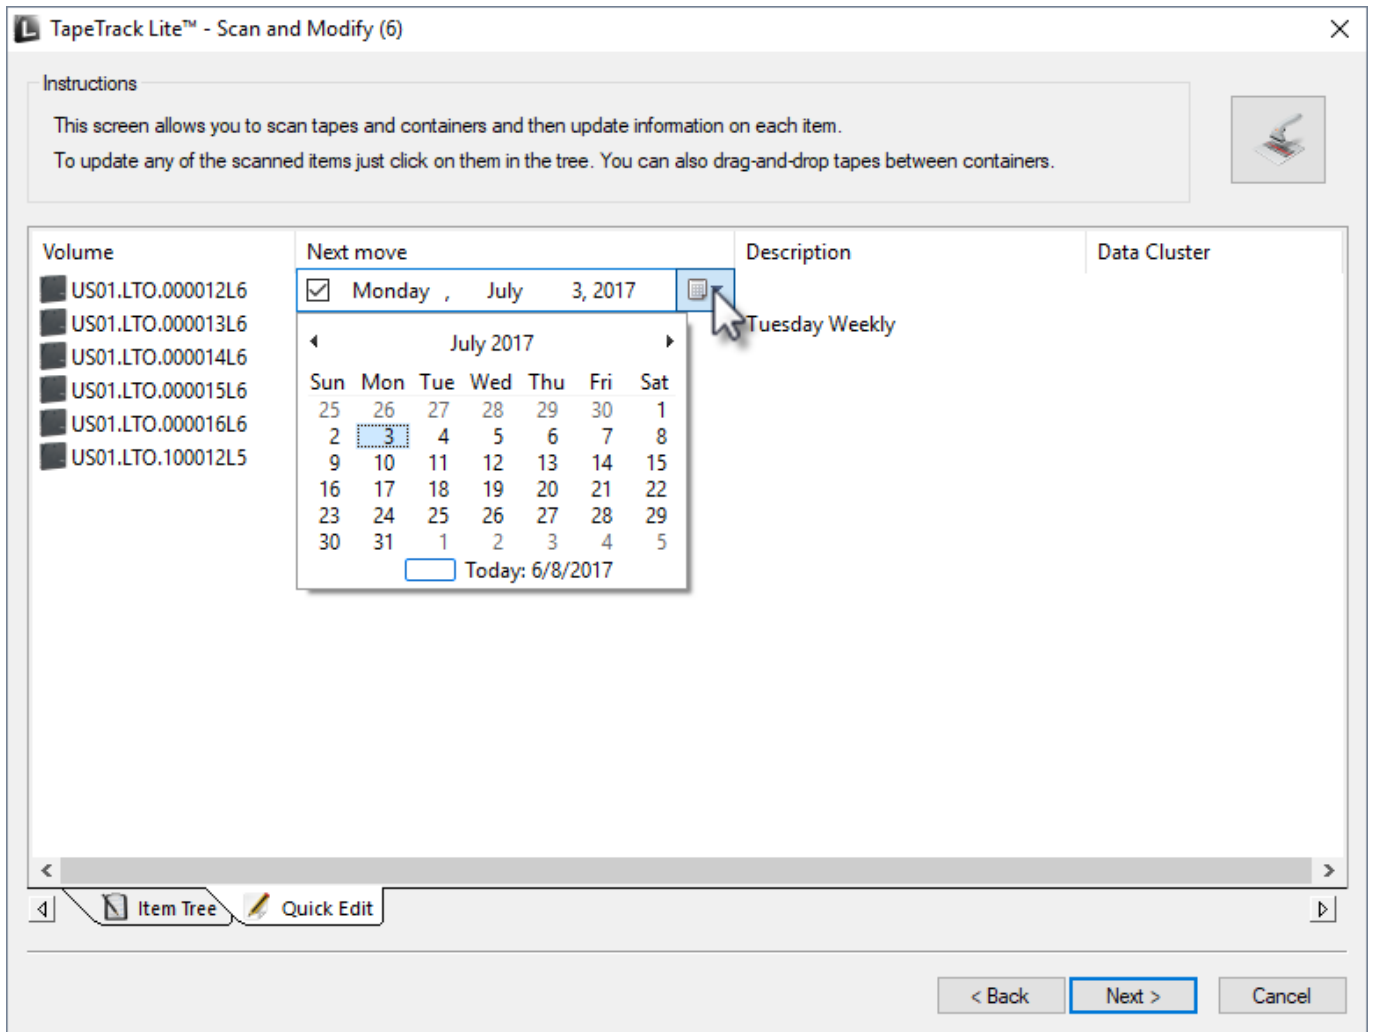 TapeTrack Lite™ - Scan and Modify (6)
Instructions
This screen allows you to scan tapes and containers and then update information on each item.
To update any of the scanned items just click on them in the tree. You can also drag-and-drop tapes between containers.
Volume Next move Description Data Cluster
US01.LTO.000012L6 Monday , July 3, 2017
US01.LTO.000013L6 Tuesday Weekly
US01.LTO.000014L6
US01.LTO.000015L6
US01.LTO.000016L6
US01.LTO.100012L5
July 2017
Sun Mon Tue Wed Thu Fri Sat
25 26 27 28 29 30 1
2 3 4 5 6 7 8
9 10 11 12 13 14 15
16 17 18 19 20 21 22
23 24 25 26 27 28 29
30 31 1 2 3 4 5
Today: 6/8/2017
Item Tree Quick Edit
< Back Next > Cancel